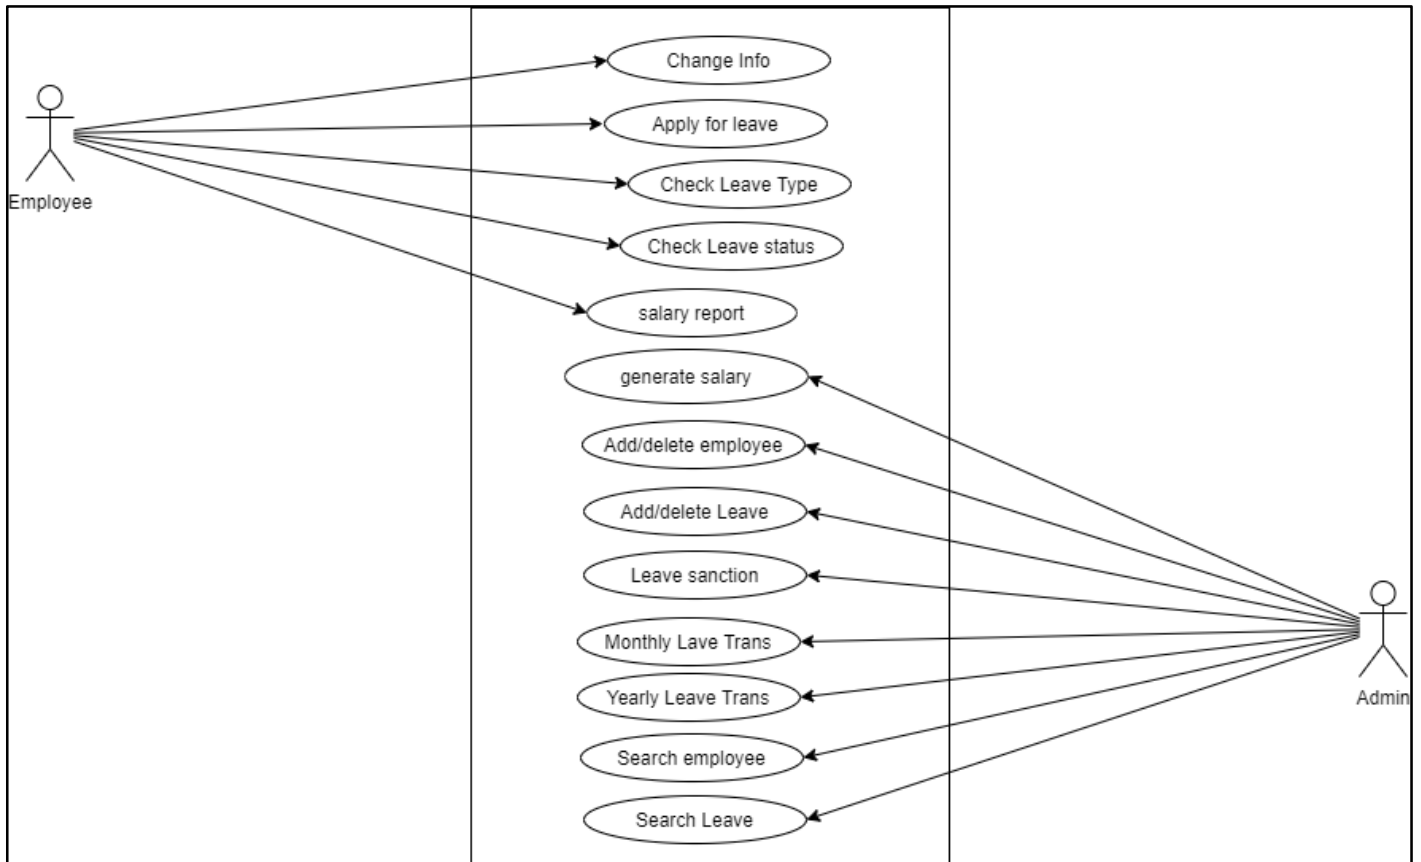 Change Info
Apply for leave
Check Leave Type
Employee
Check Leave status
salary report
generate salary
Add/delete employee
Add/delete Leave
Leave sanction
Monthly Lave Trans
Yearly Leave Trans
Admin
Search employee
Search Leave